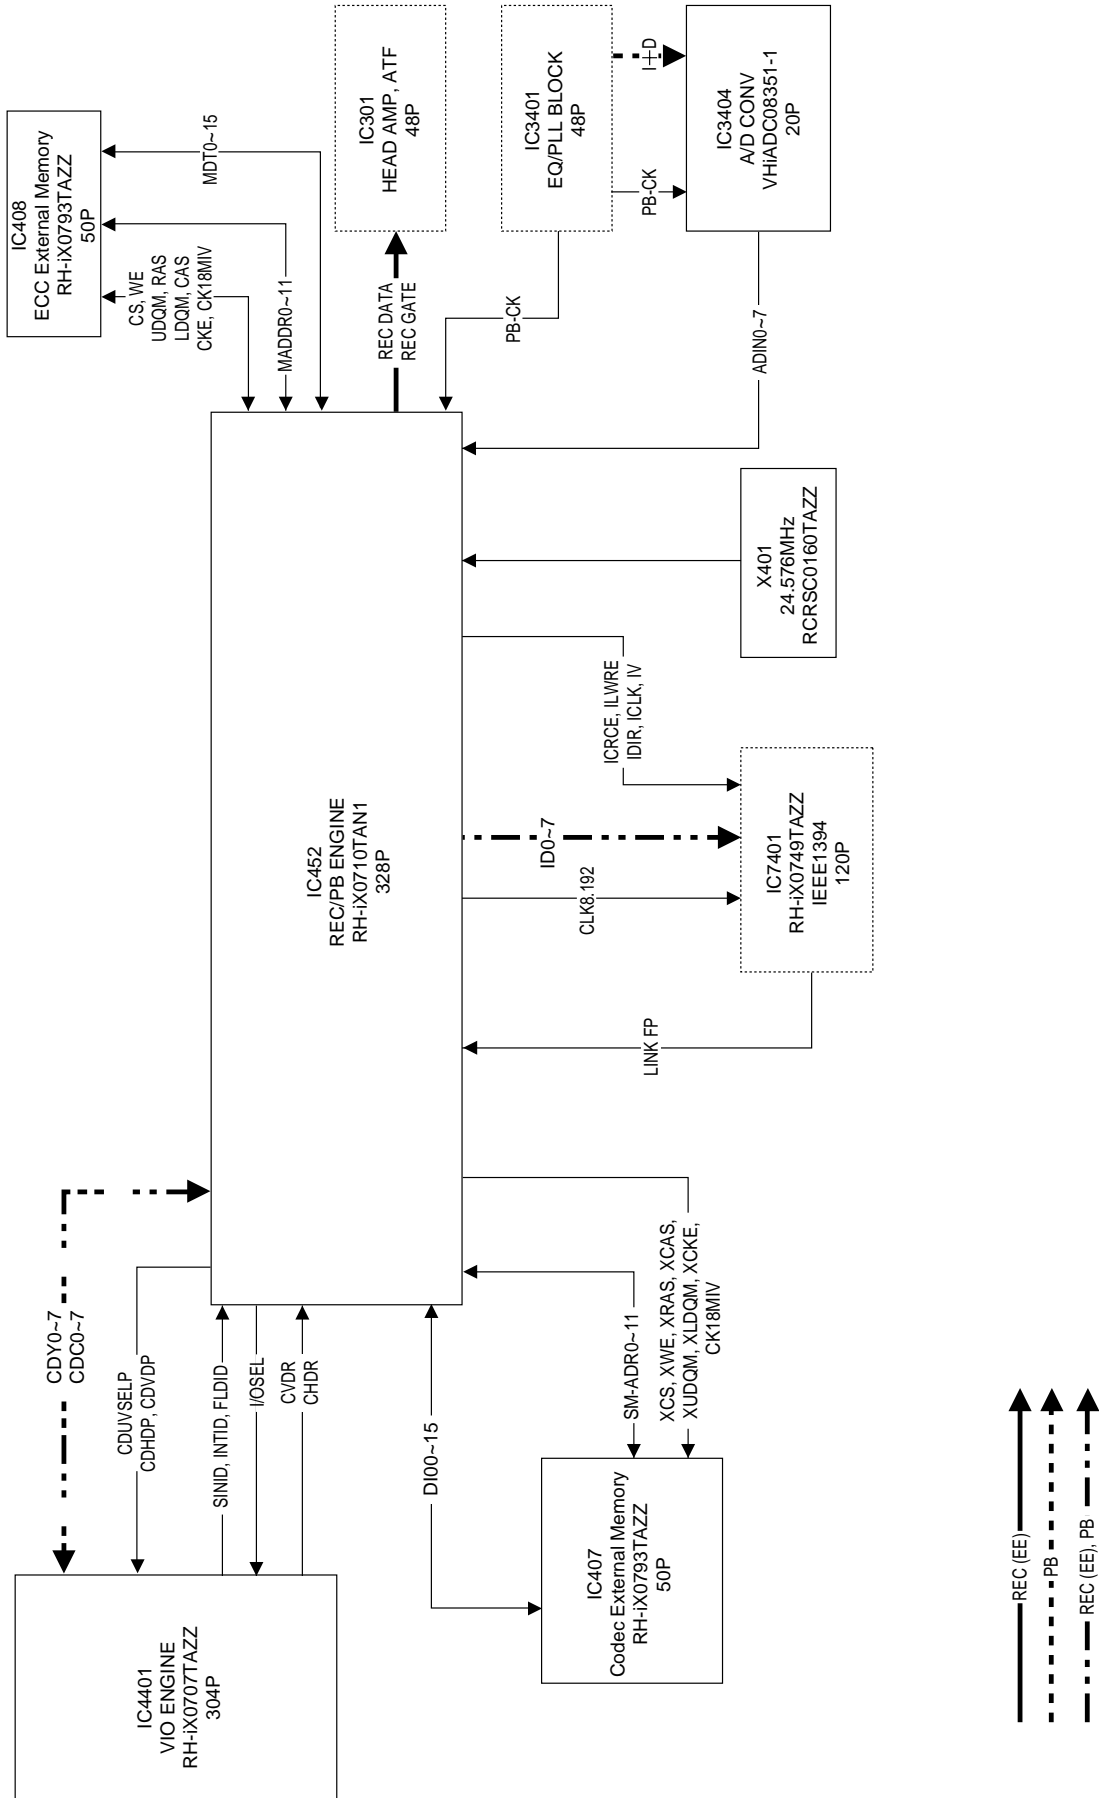 IC4401
VIO ENGINE
RH-iX0707TAZZ
304P
CDY0~7
CDC0~7
CDUVSELP
CDHDP, CDVDP
SINID, INTID, FLDID
I/OSEL
CVDR
CHDR
DI00~15
IC407
Codec External Memory
RH-iX0793TAZZ
50P
SM-ADR0~11
XCS, XWE, XRAS, XCAS,
XUDQM, XLDQM, XCKE,
CK18MIV
IC452
REC/PB ENGINE
RH-iX0710TAN1
328P
LINK FP
CLK8.192
ID0~7
ICRCE, ILWRE
IDIR, ICLK, IV
IC7401
RH-iX0749TAZZ
IEEE1394
120P
X401
24.576MHz
RCRSC0160TAZZ
IC408
ECC External Memory
RH-iX0793TAZZ
50P
CS, WE
UDQM, RAS
LDQM, CAS
CKE, CK18MIV
MADDR0~11
MDT0~15
REC DATA
REC GATE
IC301
HEAD AMP, ATF
48P
PB-CK
IC3401
EQ/PLL BLOCK
48P
PB-CK
I+D
ADIN0~7
IC3404
A/D CONV
VHiADC08351-1
20P
REC (EE)
PB
REC (EE), PB